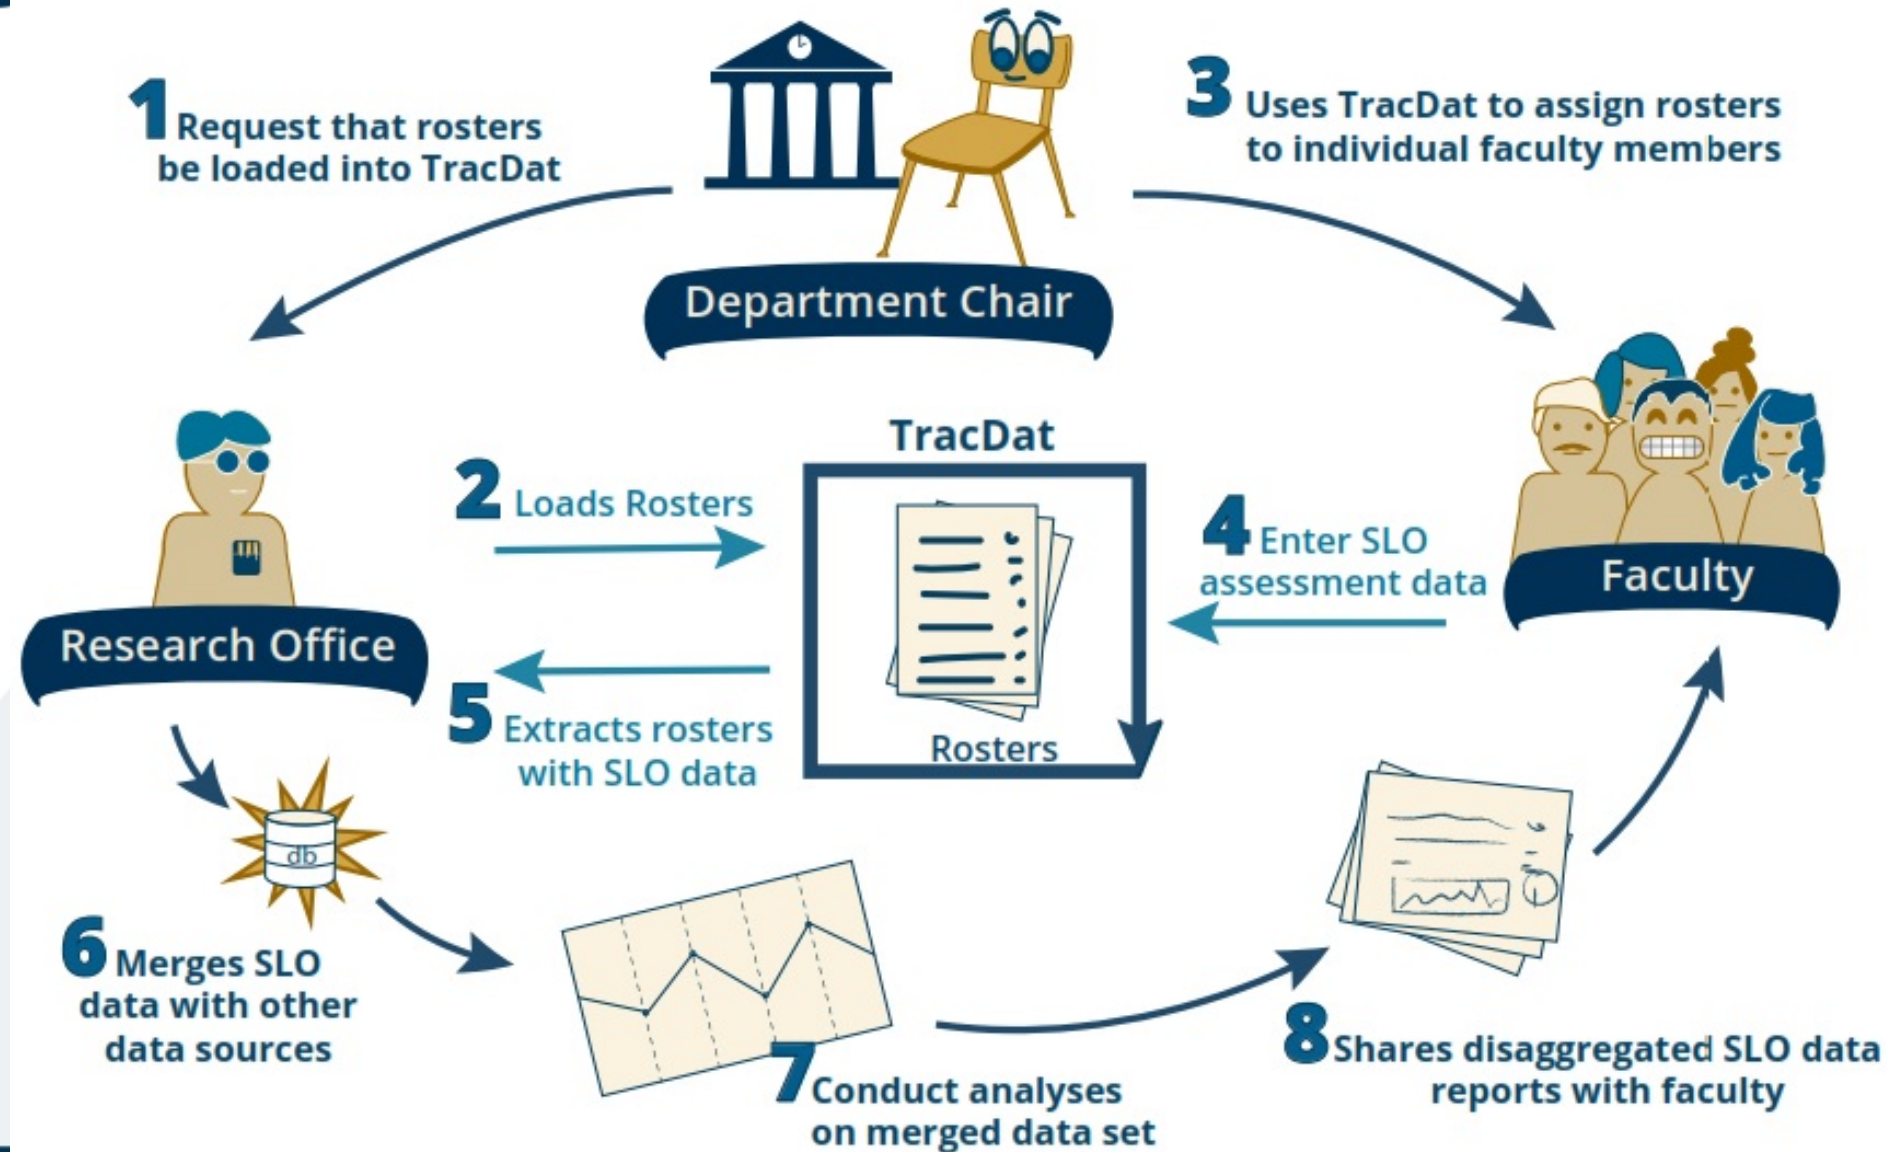 1 Request that rosters
be loaded into TracDat
3 Uses TracDat to assign rosters
to individual faculty members
Department Chair
TracDat
2 Loads Rosters
4 Enter SLO
assessment data
Faculty
Research Office
5 Extracts rosters
with SLO data
Rosters
db
6 Merges SLO
data with other
data sources
7 Conduct analyses
on merged data set
8 Shares disaggregated SLO data
reports with faculty